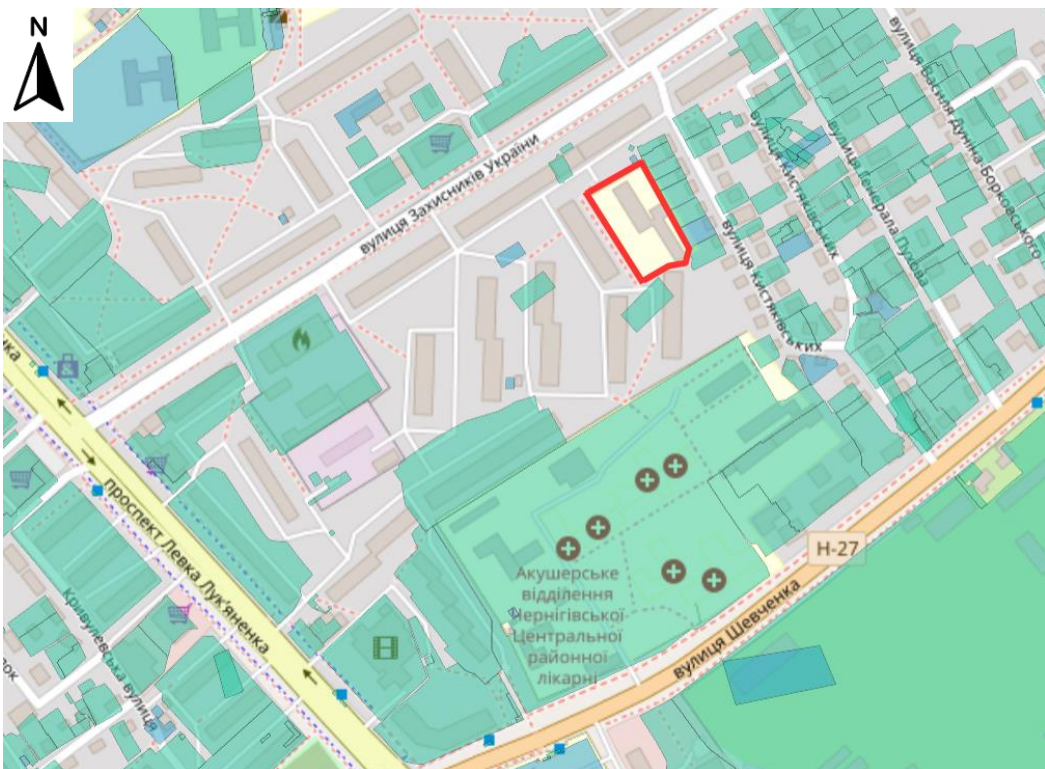 N
вулиця Захисників України
вулиця Василя Дуніна-Борковського
вулиця Кистяківських
вулиця Генерала Пухова
вулиця Кистяківських
проспект Левка Лук'яненка
Кривулевська вулиця
Акушерське
відділення
Чернігівської
Центральної
районної
лікарні
Н-27
вулиця Шевченка